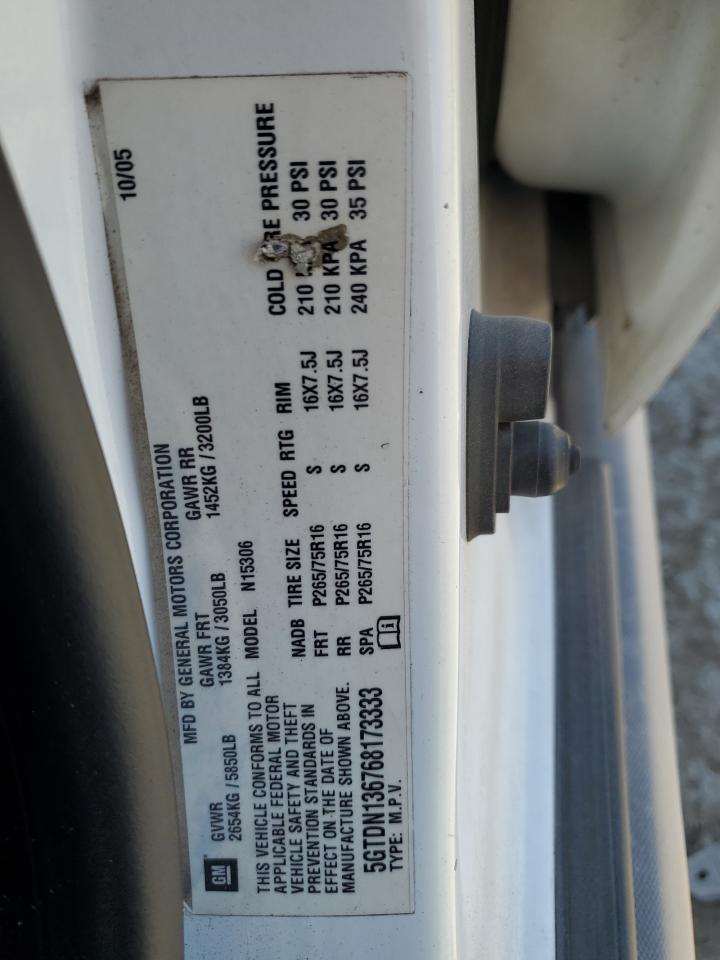 10/05
MFD BY GENERAL MOTORS CORPORATION
GM GVWR GAWR FRT GAWR RR
2654KG / 5850LB 1384KG / 3050LB 1452KG / 3200LB
THIS VEHICLE CONFORMS TO ALL
APPLICABLE FEDERAL MOTOR
VEHICLE SAFETY AND THEFT
PREVENTION STANDARDS IN
EFFECT ON THE DATE OF
MANUFACTURE SHOWN ABOVE.
5GTDN136768173333
TYPE: M.P.V.
MODEL N15306
NADB TIRE SIZE SPEED RTG RIM COLD PRESSURE
FRT P265/75R16 S 16X7.5J 210 30 PSI
RR P265/75R16 S 16X7.5J 210 KPA 30 PSI
SPA P265/75R16 S 16X7.5J 240 KPA 35 PSI